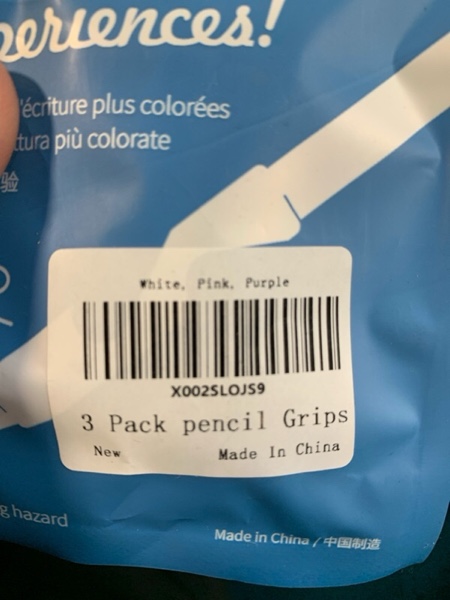 periences!
'écriture plus colorées
ttura più colorate
验
White, Pink, Purple
X002SLOJS9
3 Pack pencil Grips
New
Made In China
g hazard
Made in China / 中国制造